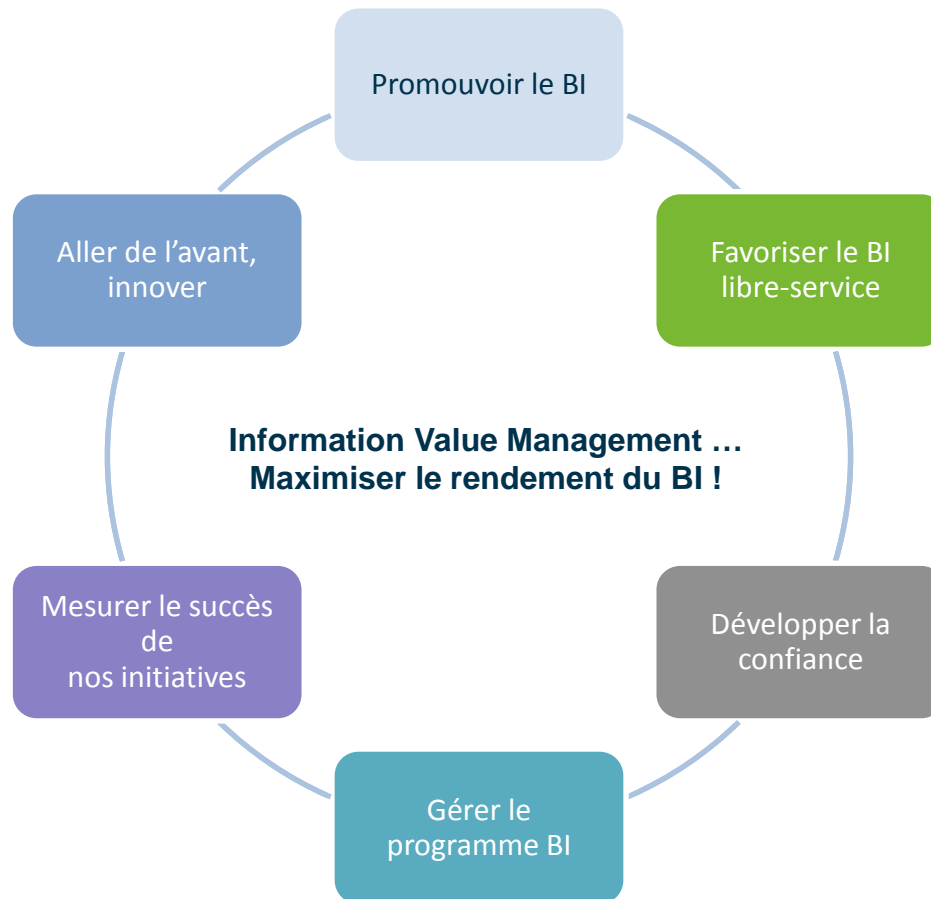 Promouvoir le BI
Aller de l’avant,
innover
Favoriser le BI
libre-service
Information Value Management …
Maximiser le rendement du BI !
Mesurer le succès
de
nos initiatives
Développer la
confiance
Gérer le
programme BI